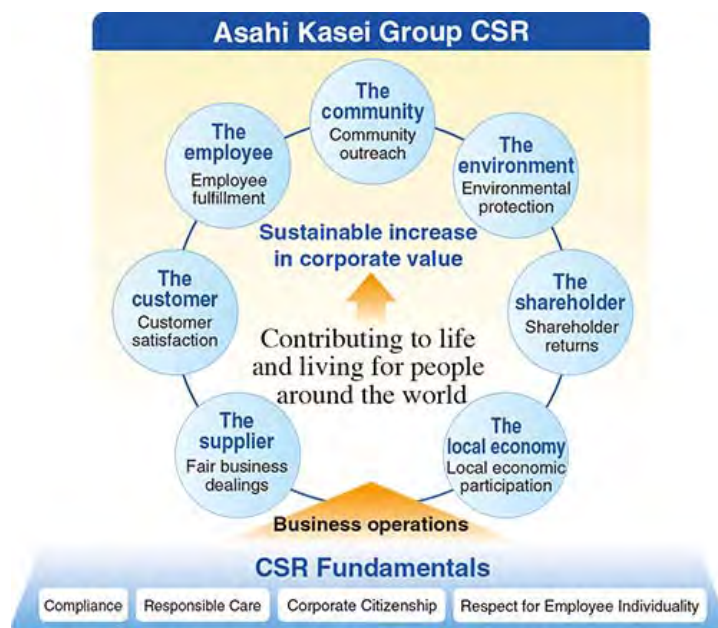 Asahi Kasei Group CSR
The
community
Community
outreach
The
employee
Employee
fulfillment
The
environment
Environmental
protection
Sustainable increase
in corporate value
The
customer
Customer
satisfaction
The
shareholder
Shareholder
returns
Contributing to life
and living for people
around the world
The
supplier
Fair business
dealings
The
local economy
Local economic
participation
Business operations
CSR Fundamentals
Compliance
Responsible Care
Corporate Citizenship
Respect for Employee Individuality